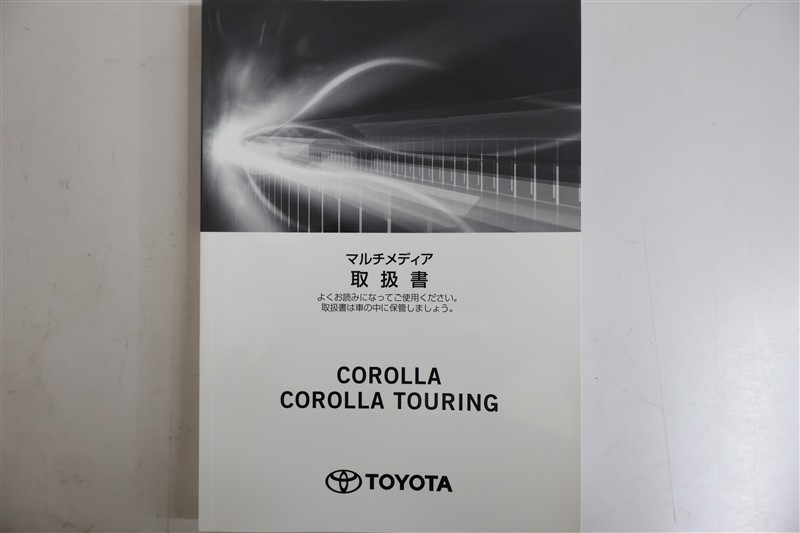 マルチメディア
取扱書
よくお読みになってご使用ください。
取扱書は車の中に保管しましょう。
COROLLA
COROLLA TOURING
TOYOTA